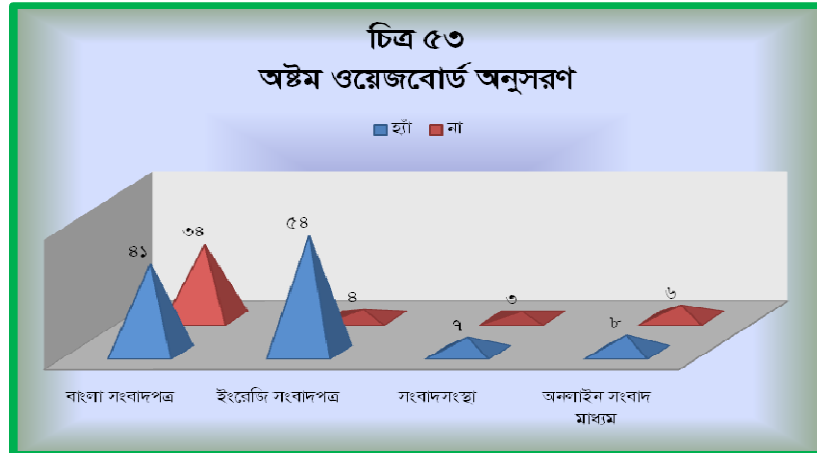 চিত্র ৫৩
অষ্টম ওয়েজবোর্ড অনুসরণ
হ্যাঁ না
৪১
৩৪
৫৪
৪
৭
৩
৮
৬
বাংলা সংবাদপত্র ইংরেজি সংবাদপত্র সংবাদসংস্থা অনলাইন সংবাদ
মাধ্যম